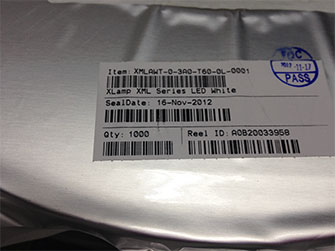 Item: XMLAWT-0-3A0-T60-0L-0001
XLamp XML Series LED White
SealDate: 16-Nov-2012
Qty: 1000
Reel ID: A0B20033958
PASS